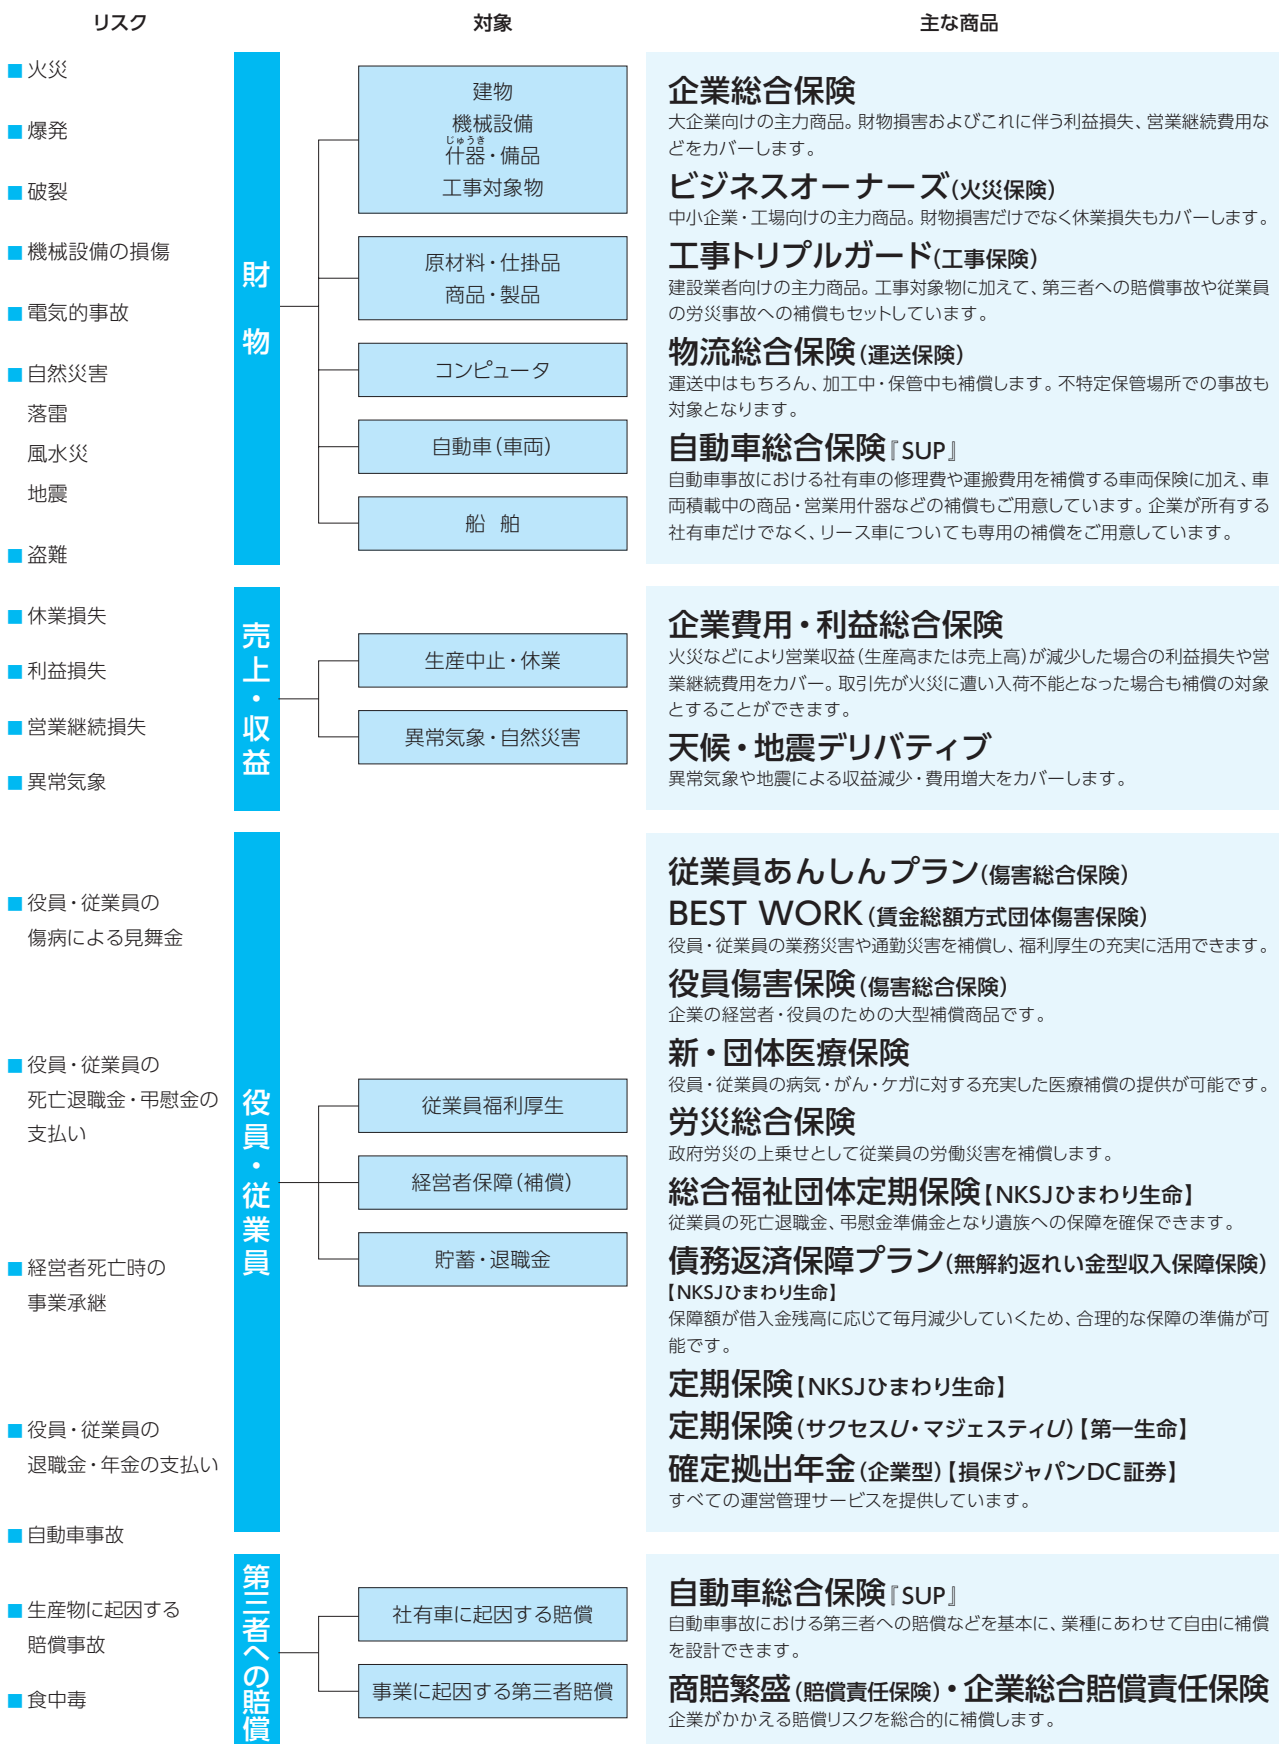 リスク
対象
主な商品
■火災
■爆発
■破裂
■機械設備の損傷
■電気的事故
■自然災害
落雷
風水災
地震
■盗難
■休業損失
■利益損失
■営業継続損失
■異常気象
■役員・従業員の
傷病による見舞金
■役員・従業員の
死亡退職金・弔慰金の
支払い
■経営者死亡時の
事業承継
■役員・従業員の
退職金・年金の支払い
■自動車事故
■生産物に起因する
賠償事故
■食中毒
財物
建物
機械設備
じゅうき
什器・備品
工事対象物
原材料・仕掛品
商品・製品
コンピュータ
自動車(車両)
船舶
企業総合保険
大企業向けの主力商品。財物損害およびこれに伴う利益損失、営業継続費用な
どをカバーします。
ビジネスオーナーズ(火災保険)
中小企業・工場向けの主力商品。財物損害だけでなく休業損失もカバーします。
工事トリプルガード(工事保険)
建設業者向けの主力商品。工事対象物に加えて、第三者への賠償事故や従業員
の労災事故への補償もセットしています。
物流総合保険(運送保険)
運送中はもちろん、加工中・保管中も補償します。不特定保管場所での事故も
対象となります。
自動車総合保険『SUP』
自動車事故における社有車の修理費や運搬費用を補償する車両保険に加え、車
両積載中の商品・営業用什器などの補償もご用意しています。企業が所有する
社有車だけでなく、リース車についても専用の補償をご用意しています。
売上・収益
生産中止・休業
異常気象・自然災害
企業費用・利益総合保険
火災などにより営業収益(生産高または売上高)が減少した場合の利益損失や営
業継続費用をカバー。取引先が火災に遭い入荷不能となった場合も補償の対象
とすることができます。
天候・地震デリバティブ
異常気象や地震による収益減少・費用増大をカバーします。
役員・従業員
従業員福利厚生
経営者保障(補償)
貯蓄・退職金
従業員あんしんプラン(傷害総合保険)
BEST WORK(賃金総額方式団体傷害保険)
役員・従業員の業務災害や通勤災害を補償し、福利厚生の充実に活用できます。
役員傷害保険(傷害総合保険)
企業の経営者・役員のための大型補償商品です。
新・団体医療保険
役員・従業員の病気・がん・ケガに対する充実した医療補償の提供が可能です。
労災総合保険
政府労災の上乗せとして従業員の労働災害を補償します。
総合福祉団体定期保険【NKSJひまわり生命】
従業員の死亡退職金、弔慰金準備金となり遺族への保障を確保できます。
債務返済保障プラン(無解約返れい金型収入保障保険)
【NKSJひまわり生命】
保障額が借入金残高に応じて毎月減少していくため、合理的な保障の準備が可
能です。
定期保険【NKSJひまわり生命】
定期保険(サクセスU・マジェスティU)【第一生命】
確定拠出年金(企業型)【損保ジャパンDC証券】
すべての運営管理サービスを提供しています。
第三者への賠償
社有車に起因する賠償
事業に起因する第三者賠償
自動車総合保険『SUP』
自動車事故における第三者への賠償などを基本に、業種にあわせて自由に補償
を設計できます。
商賠繁盛(賠償責任保険)・企業総合賠償責任保険
企業がかかえる賠償リスクを総合的に補償します。